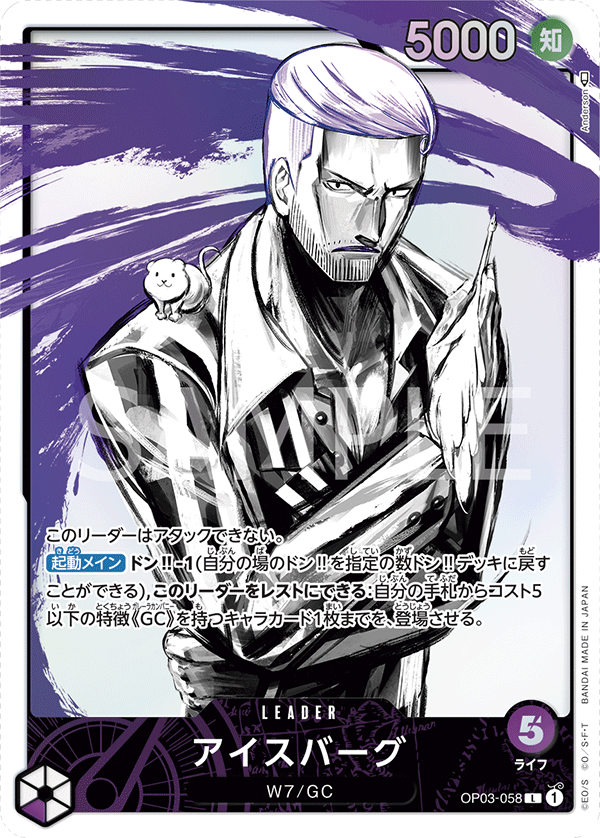 5000 知
Anderson
SAMPLE
このリーダーはアタックできない。
起動メイン ドン!!-1(自分の場のドン!!を指定の数ドン!!デッキに戻す
ことができる),このリーダーをレストにできる:自分の手札からコスト5
以下の特徴《GC》を持つキャラカード1枚までを、登場させる。
LEADER
アイスバーグ
W7/GC
5
ライフ
OP03-058 L 1
©EO/S ©O/S・F・T BANDAI MADE IN JAPAN